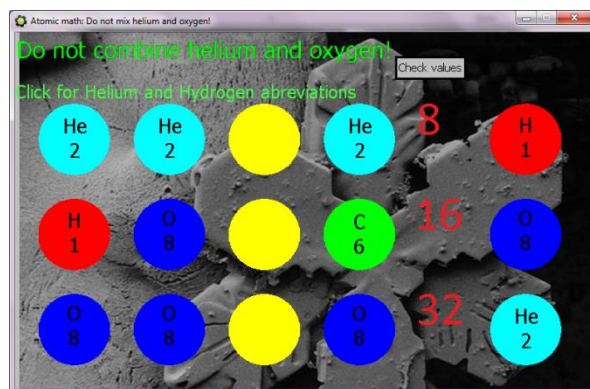 Atomic math: Do not mix helium and oxygen!
Do not combine helium and oxygen!
Check values
Click for Helium and Hydrogen abreviations
He He He 8 H
2 2 2 1
H O C 16 O
1 8 6 8
O O O 32 He
8 8 8 2